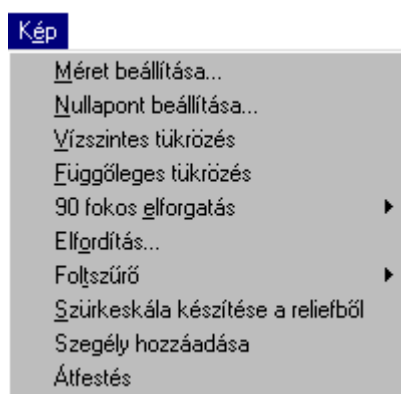 Kép
Méret beállítása...
Nullapont beállítása...
Vízszintes tükrözés
Függőleges tükrözés
90 fokos elforgatás
Elfordítás...
Foltszűrő
Szürkeskála készítése a reliefből
Szegély hozzáadása
Átfestés